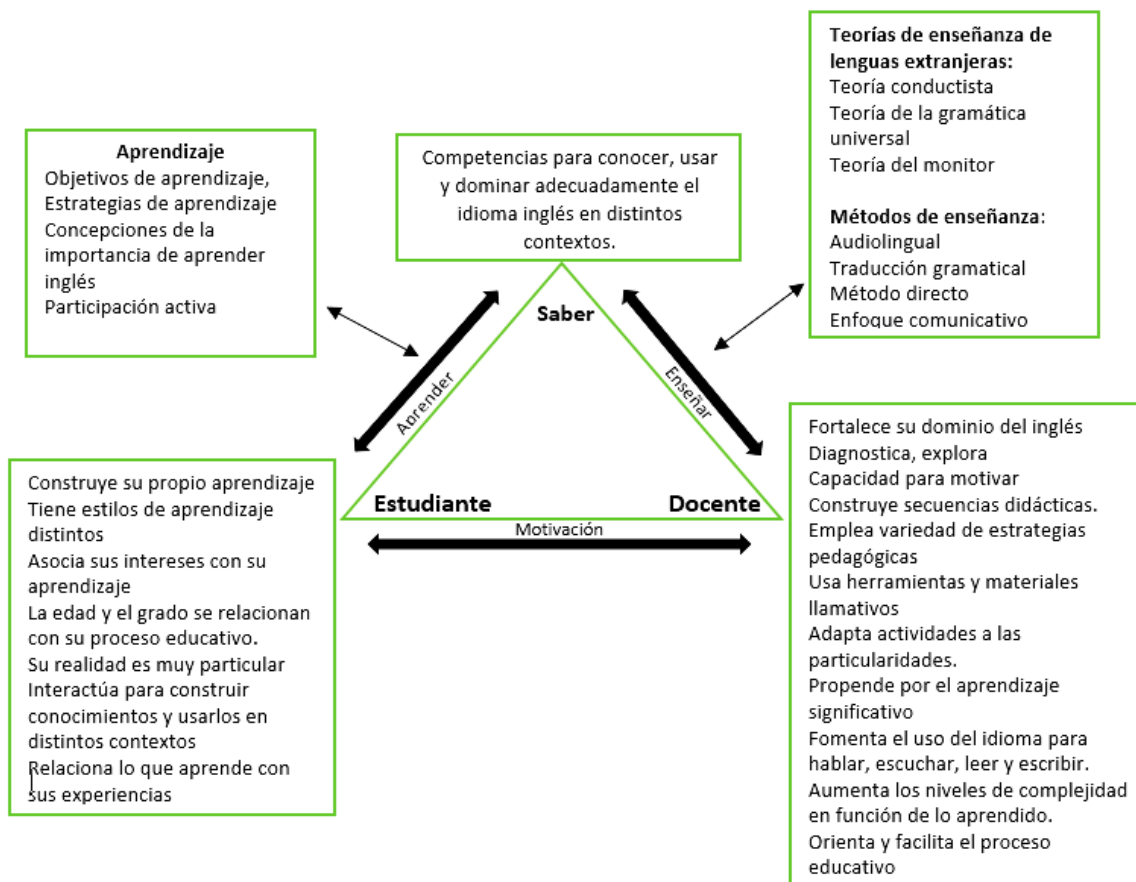 Teorías de enseñanza de
lenguas extranjeras:
Teoría conductista
Teoría de la gramática
universal
Teoría del monitor
Métodos de enseñanza:
Audiolingual
Traducción gramatical
Método directo
Enfoque comunicativo
Aprendizaje
Objetivos de aprendizaje,
Estrategias de aprendizaje
Concepciones de la
importancia de aprender
inglés
Participación activa
Competencias para conocer, usar
y dominar adecuadamente el
idioma inglés en distintos
contextos.
Saber
Aprender
Enseñar
Estudiante
Docente
Motivación
Construye su propio aprendizaje
Tiene estilos de aprendizaje
distintos
Asocia sus intereses con su
aprendizaje
La edad y el grado se relacionan
con su proceso educativo.
Su realidad es muy particular
Interactúa para construir
conocimientos y usarlos en
distintos contextos
Relaciona lo que aprende con
sus experiencias
Fortalece su dominio del inglés
Diagnostica, explora
Capacidad para motivar
Construye secuencias didácticas.
Emplea variedad de estrategias
pedagógicas
Usa herramientas y materiales
llamativos
Adapta actividades a las
particularidades.
Propende por el aprendizaje
significativo
Fomenta el uso del idioma para
hablar, escuchar, leer y escribir.
Aumenta los niveles de complejidad
en función de lo aprendido.
Orienta y facilita el proceso
educativo